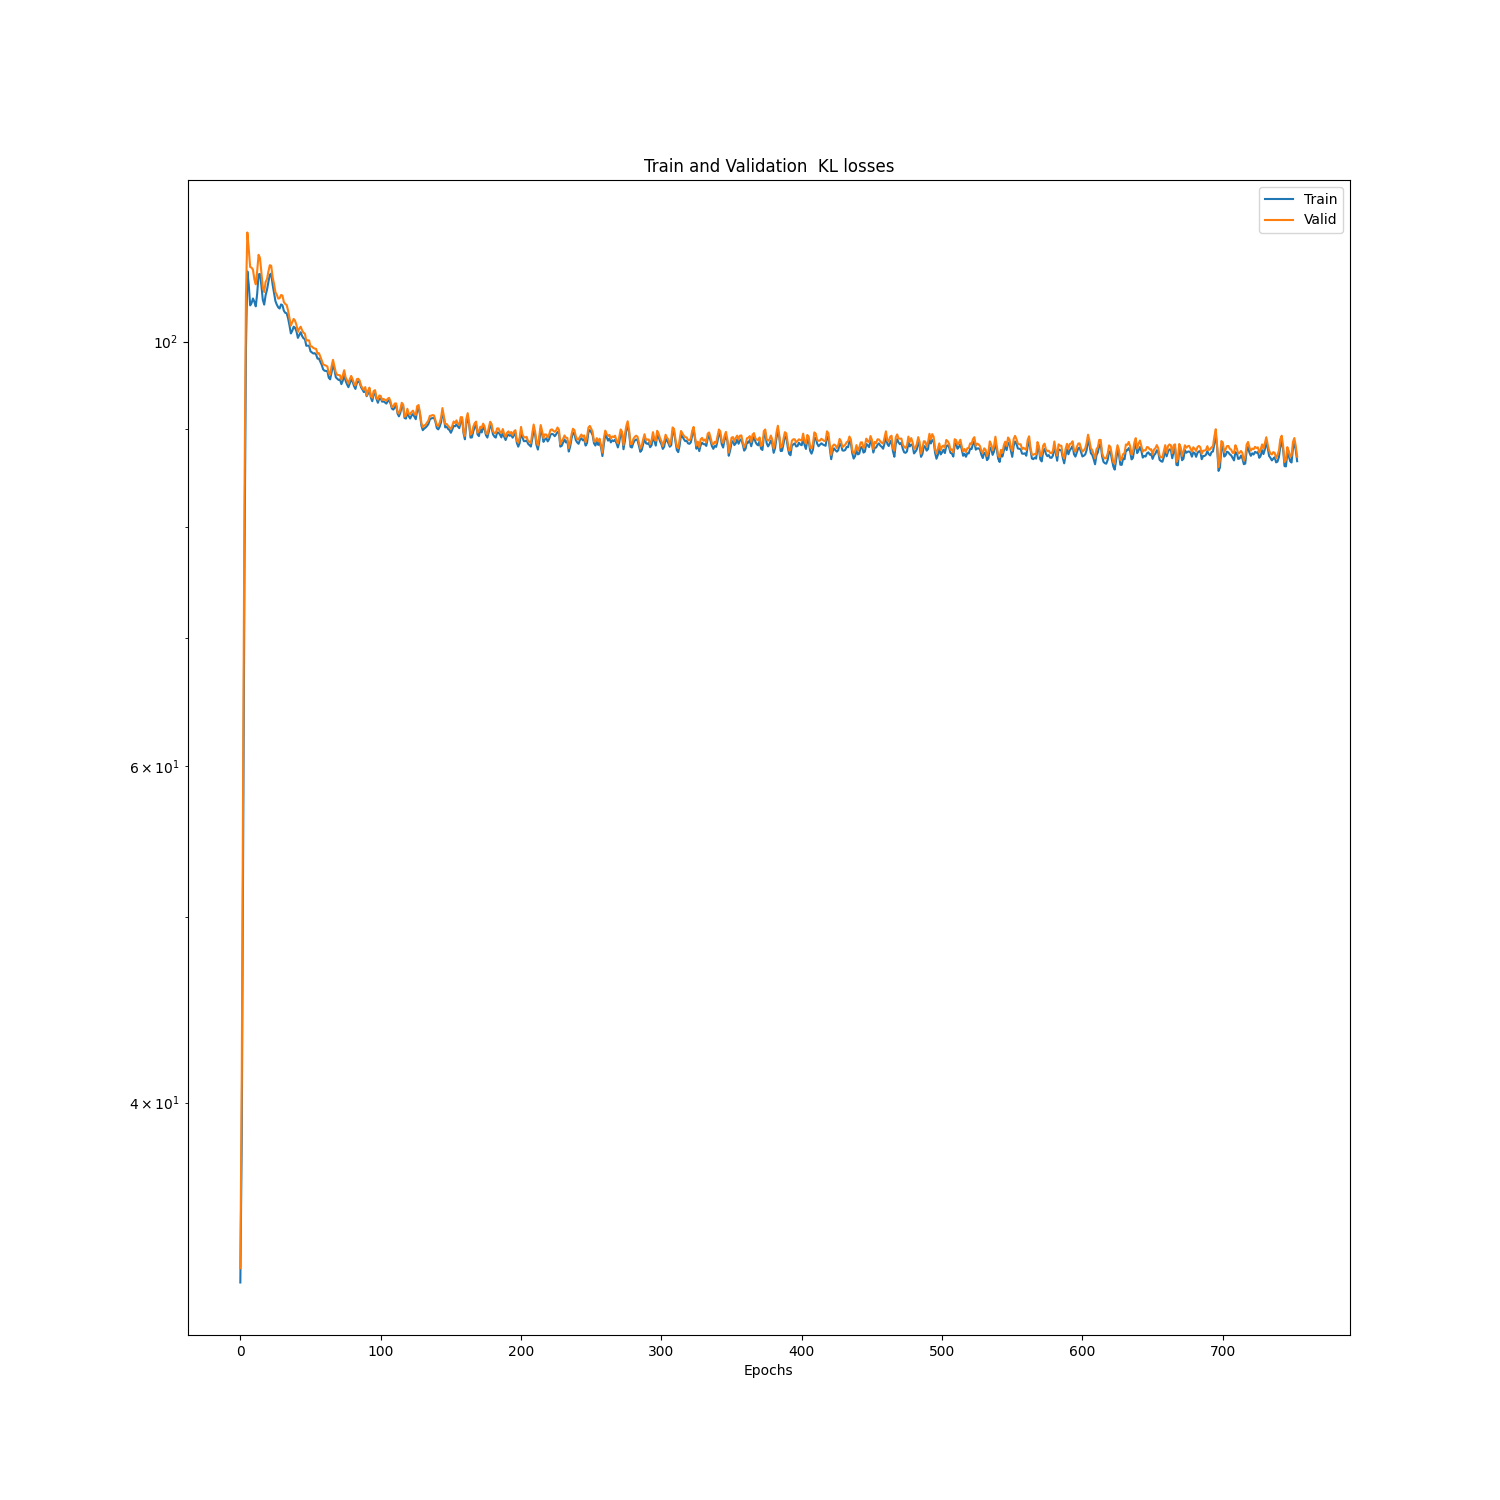 Train and Validation  KL losses
Train
Valid
10²
6 × 10¹
4 × 10¹
0 100 200 300 400 500 600 700
Epochs